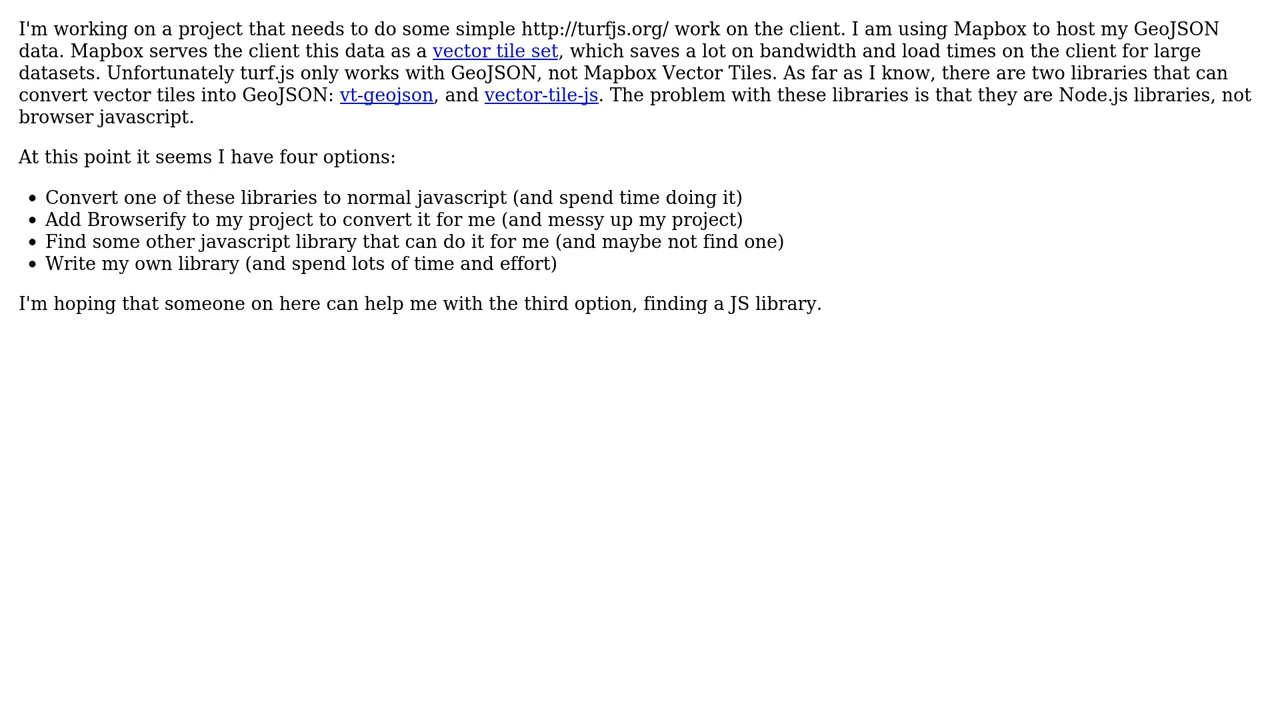 I'm working on a project that needs to do some simple http://turfjs.org/ work on the client. I am using Mapbox to host my GeoJSON
data. Mapbox serves the client this data as a vector tile set, which saves a lot on bandwidth and load times on the client for large
datasets. Unfortunately turf.js only works with GeoJSON, not Mapbox Vector Tiles. As far as I know, there are two libraries that can
convert vector tiles into GeoJSON: vt-geojson, and vector-tile-js. The problem with these libraries is that they are Node.js libraries, not
browser javascript.
At this point it seems I have four options:
• Convert one of these libraries to normal javascript (and spend time doing it)
• Add Browserify to my project to convert it for me (and messy up my project)
• Find some other javascript library that can do it for me (and maybe not find one)
• Write my own library (and spend lots of time and effort)
I'm hoping that someone on here can help me with the third option, finding a JS library.